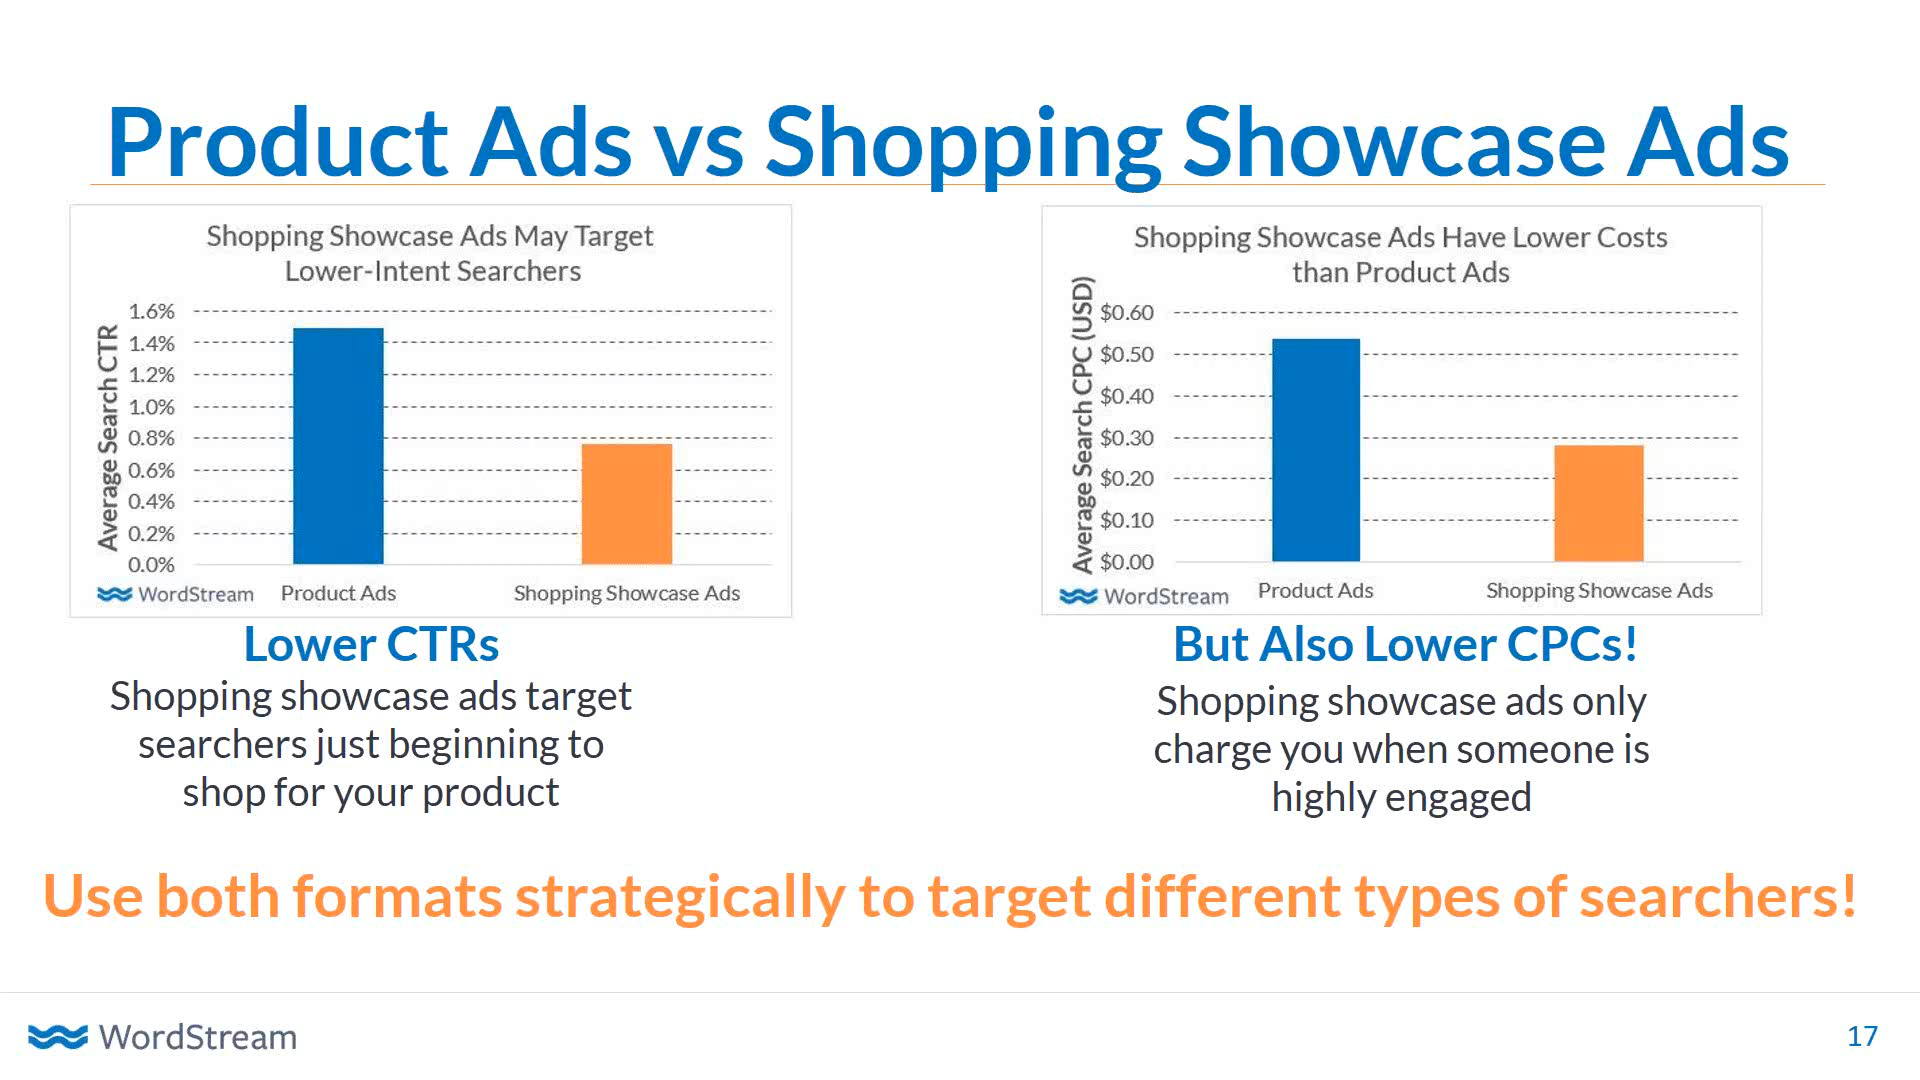 Product Ads vs Shopping Showcase Ads
Shopping Showcase Ads May Target
Lower-Intent Searchers
Average Search CTR
1.6%
1.4%
1.2%
1.0%
0.8%
0.6%
0.4%
0.2%
0.0%
WordStream
Product Ads
Shopping Showcase Ads
Lower CTRs
Shopping showcase ads target
searchers just beginning to
shop for your product
Shopping Showcase Ads Have Lower Costs
than Product Ads
Average Search CPC (USD)
$0.60
$0.50
$0.40
$0.30
$0.20
$0.10
$0.00
WordStream
Product Ads
Shopping Showcase Ads
But Also Lower CPCs!
Shopping showcase ads only
charge you when someone is
highly engaged
Use both formats strategically to target different types of searchers!
WordStream
17